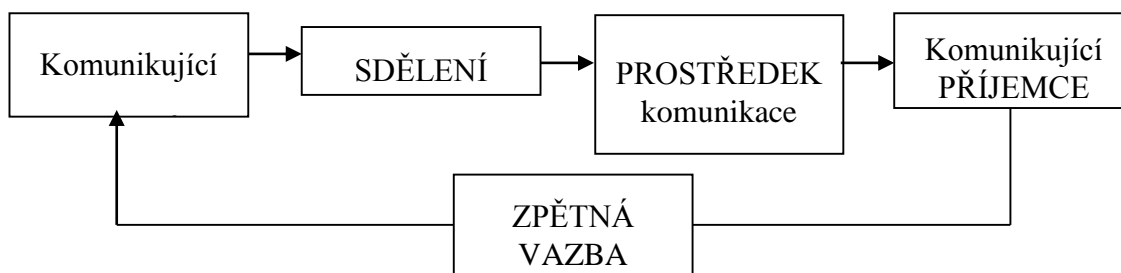 Komunikující
SDĚLENÍ
PROSTŘEDEK
komunikace
Komunikující
PŘÍJEMCE
ZPĚTNÁ
VAZBA